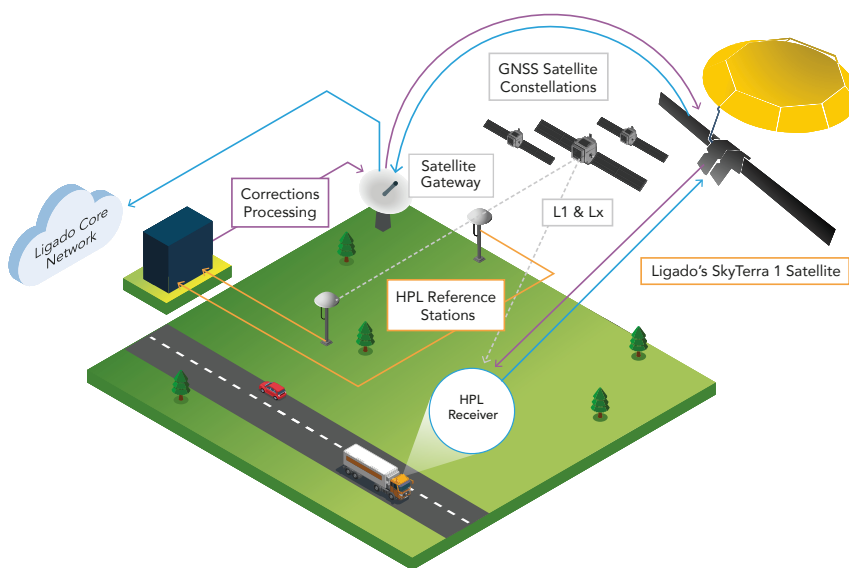 GNSS Satellite
Constellations
Satellite
Gateway
Corrections
Processing
L1 & Lx
Ligado Core
Network
Ligado's SkyTerra 1 Satellite
HPL Reference
Stations
HPL
Receiver